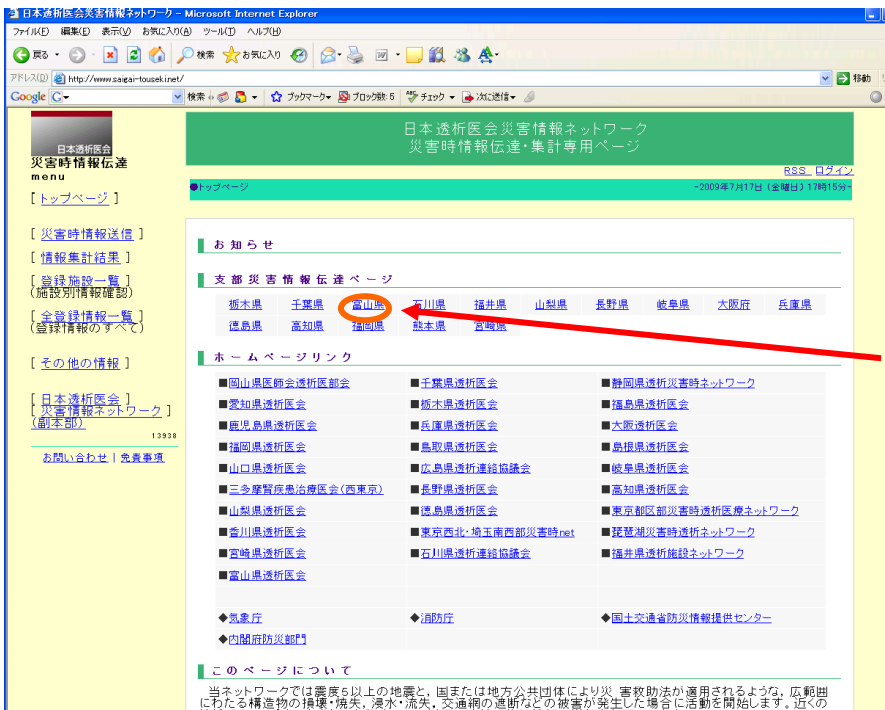 日本透析医会災害情報ネットワーク - Microsoft Internet Explorer
ファイル(F) 編集(E) 表示(V) お気に入り(A) ツール(T) ヘルプ(H)
戻る 検索 お気に入り
アドレス(D) http://www.saigai-touseki.net/ 移動
Google G 検索 ブックマーク ブロック数: 5 チェック 次に送信
日本透析医会
災害時情報伝達
menu
[ トップページ ]
[ 災害時情報送信 ]
[ 情報集計結果 ]
[ 登録施設一覧 ]
(施設別情報確認)
[ 全登録情報一覧 ]
(登録情報のすべて)
[ その他の情報 ]
[ 日本透析医会 ]
[ 災害情報ネットワーク ]
(副本部)
13938
お問い合わせ | 免責事項
日本透析医会災害情報ネットワーク
災害時情報伝達・集計専用ページ
RSS ログイン
●トップページ -2009年7月17日 (金曜日) 17時15分-
お知らせ
支部災害情報伝達ページ
栃木県 千葉県 富山県 石川県 福井県 山梨県 長野県 岐阜県 大阪府 兵庫県
徳島県 高知県 福岡県 熊本県 宮崎県
ホームページリンク
■岡山県医師会透析医部会 ■千葉県透析医会 ■静岡県透析災害時ネットワーク
■愛知県透析医会 ■栃木県透析医会 ■福島県透析医会
■鹿児島県透析医会 ■兵庫県透析医会 ■大阪透析医会
■福岡県透析医会 ■鳥取県透析医会 ■島根県透析医会
■山口県透析医会 ■広島県透析連絡協議会 ■岐阜県透析医会
■三多摩腎疾患治療医会(西東京) ■長野県透析医会 ■高知県透析医会
■山梨県透析医会 ■徳島県透析医会 ■東京都区部災害時透析医療ネットワーク
■香川県透析医会 ■東京西北・埼玉南西部災害時net ■琵琶湖災害時透析ネットワーク
■宮崎県透析医会 ■石川県透析連絡協議会 ■福井県透析施設ネットワーク
■富山県透析医会
◆気象庁 ◆消防庁 ◆国土交通省防災情報提供センター
◆内閣府防災部門
このページについて
当ネットワークでは震度5以上の地震と, 国または地方公共団体により災 害救助法が適用されるような, 広範囲
にわたる構造物の損壊・焼失, 浸水・流失, 交通網の遮断などの被害が発生した場合に活動を開始します。近くの